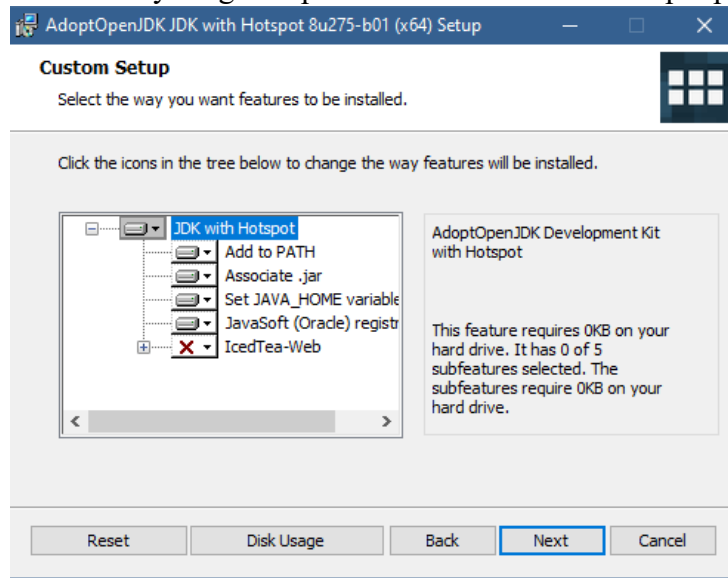 AdoptOpenJDK JDK with Hotspot 8u275-b01 (x64) Setup
Custom Setup
Select the way you want features to be installed.
Click the icons in the tree below to change the way features will be installed.
JDK with Hotspot
Add to PATH
Associate .jar
Set JAVA_HOME variable
JavaSoft (Oracle) registr
IcedTea-Web
AdoptOpenJDK Development Kit
with Hotspot
This feature requires 0KB on your
hard drive. It has 0 of 5
subfeatures selected. The
subfeatures require 0KB on your
hard drive.
Reset Disk Usage Back Next Cancel